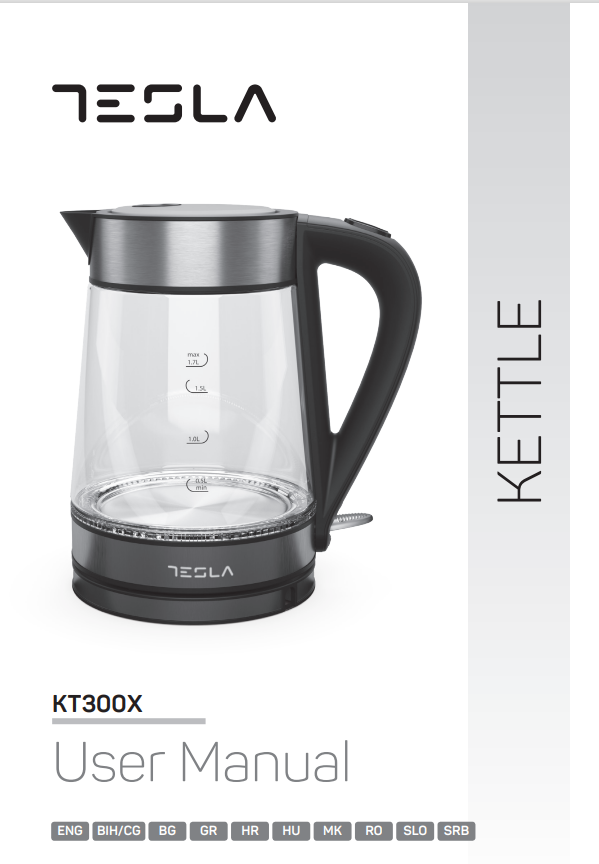 TESLA
KETTLE
max
1.7L
1.5L
1.0L
0.5L
min
TESLA
KT300X
User Manual
ENG BIH/CG BG GR HR HU MK RO SLO SRB